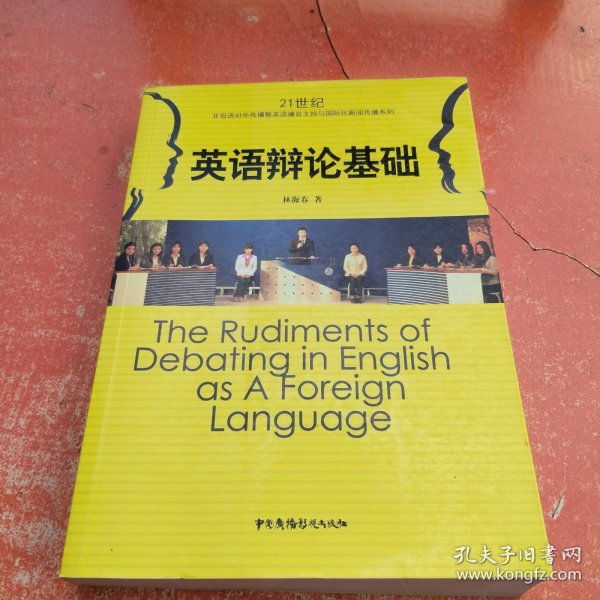 21世纪
非母语对外传播暨英语播音主持与国际化新闻传播系列
英语辩论基础
林海春 著
The Rudiments of
Debating in English
as A Foreign
Language
中国广播影视出版社
孔夫子旧书网
www.kongfz.com